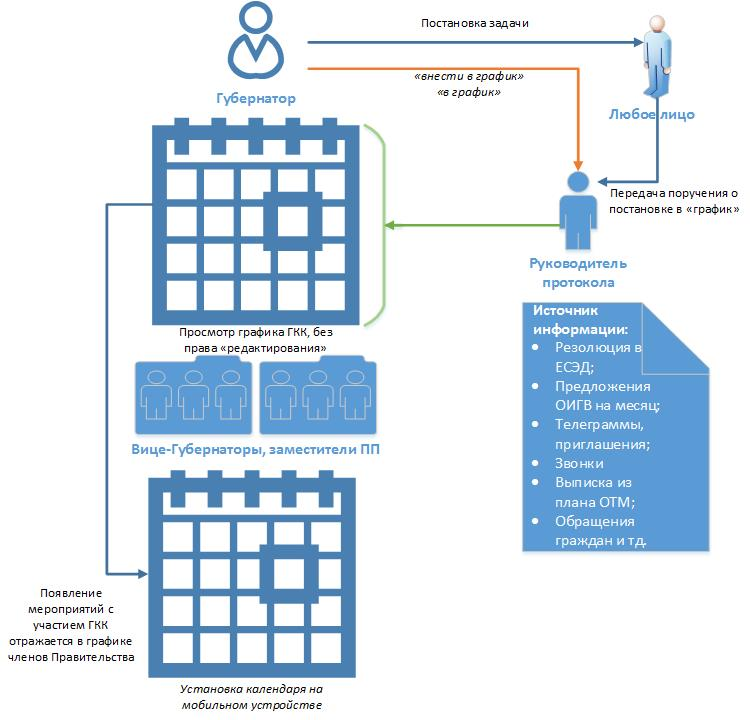 Постановка задачи
«внести в график»
«в график»
Губернатор
Любое лицо
Передача поручения о
постановке в «график»
Руководитель
протокола
Просмотр графика ГКК, без
права «редактирования»
Источник
информации:
• Резолюция в
ЕСЭД;
• Предложения
ОИГВ на месяц;
• Телеграммы,
приглашения;
• Звонки
• Выписка из
плана ОТМ;
• Обращения
граждан и тд.
Вице-Губернаторы, заместители ПП
Появление
мероприятий с
участием ГКК
отражается в графике
членов Правительства
Установка календаря на
мобильном устройстве